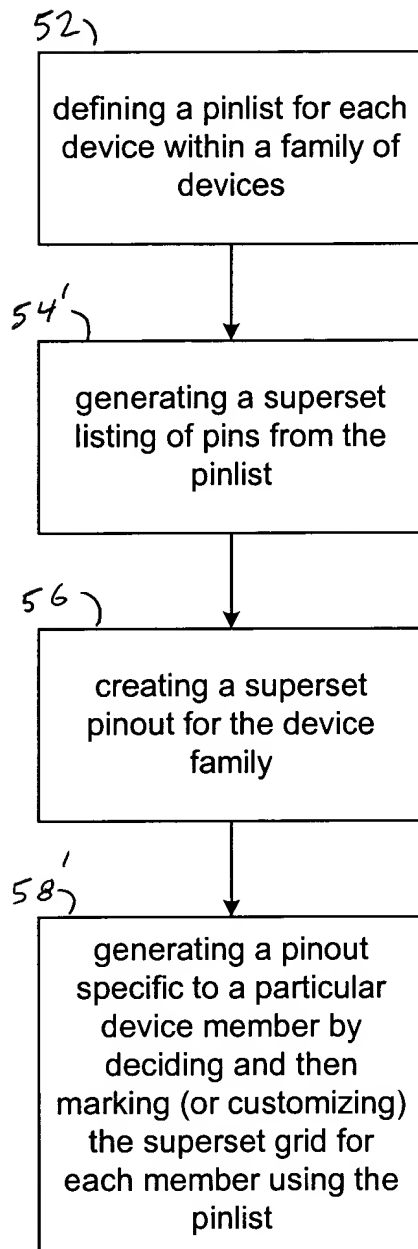 52
defining a pinlist for each
device within a family of
devices
54'
generating a superset
listing of pins from the
pinlist
56
creating a superset
pinout for the device
family
58'
generating a pinout
specific to a particular
device member by
deciding and then
marking (or customizing)
the superset grid for
each member using the
pinlist